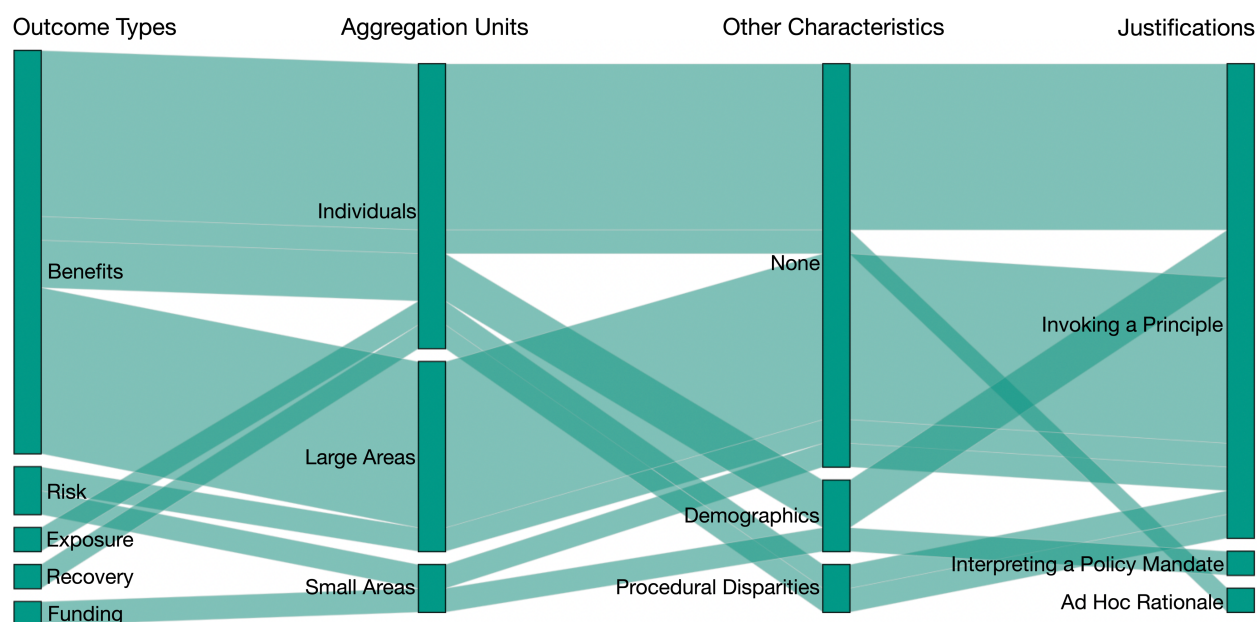 Outcome Types
Aggregation Units
Other Characteristics
Justifications
Individuals
None
Benefits
Invoking a Principle
Large Areas
Risk
Demographics
Exposure
Interpreting a Policy Mandate
Recovery
Small Areas
Procedural Disparities
Ad Hoc Rationale
Funding